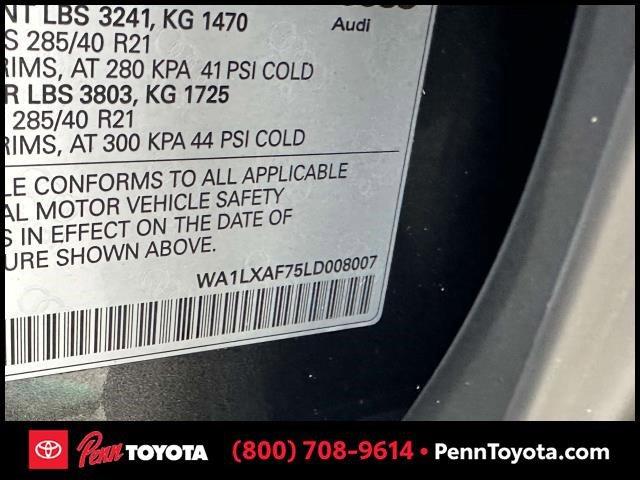 NT LBS 3241, KG 1470
S 285/40 R21
RIMS, AT 280 KPA 41 PSI COLD
R LBS 3803, KG 1725
285/40 R21
RIMS, AT 300 KPA 44 PSI COLD
Audi
LE CONFORMS TO ALL APPLICABLE
AL MOTOR VEHICLE SAFETY
S IN EFFECT ON THE DATE OF
URE SHOWN ABOVE.
WA1LXAF75LD008007
Penn TOYOTA (800) 708-9614 • PennToyota.com